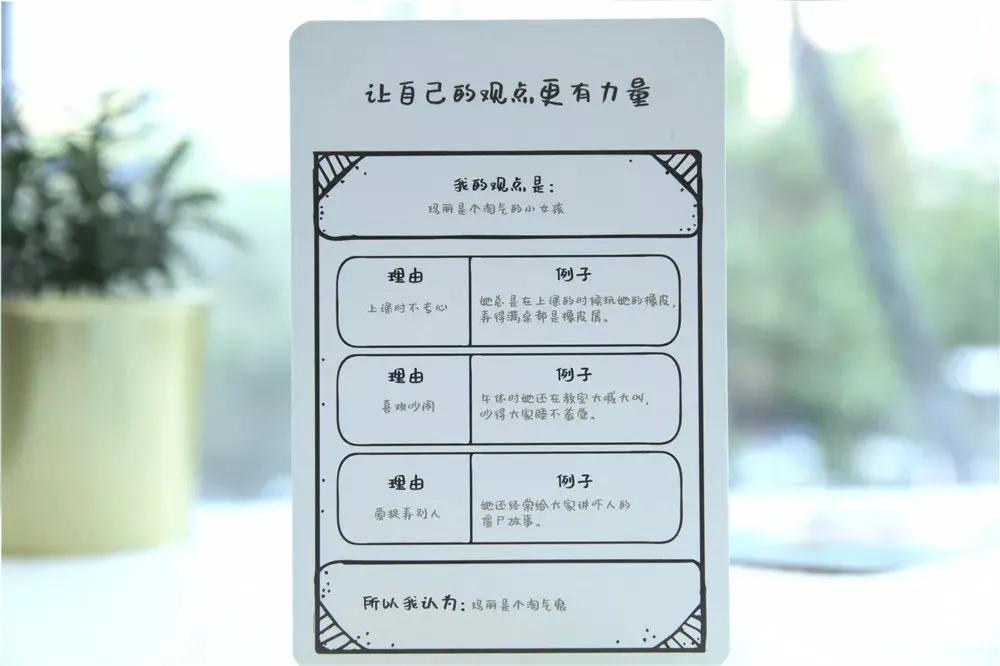 让自己的观点更有力量
我的观点是：
玛丽是个淘气的小女孩
理由
上课时不专心
例子
她总是在上课的时候玩她的橡皮，
弄得满桌都是橡皮屑。
理由
喜欢吵闹
例子
午休时她还在教室大喊大叫，
吵得大家睡不着觉。
理由
爱捉弄别人
例子
她还经常给大家讲吓人的
僵尸故事。
所以我认为：玛丽是个淘气鬼